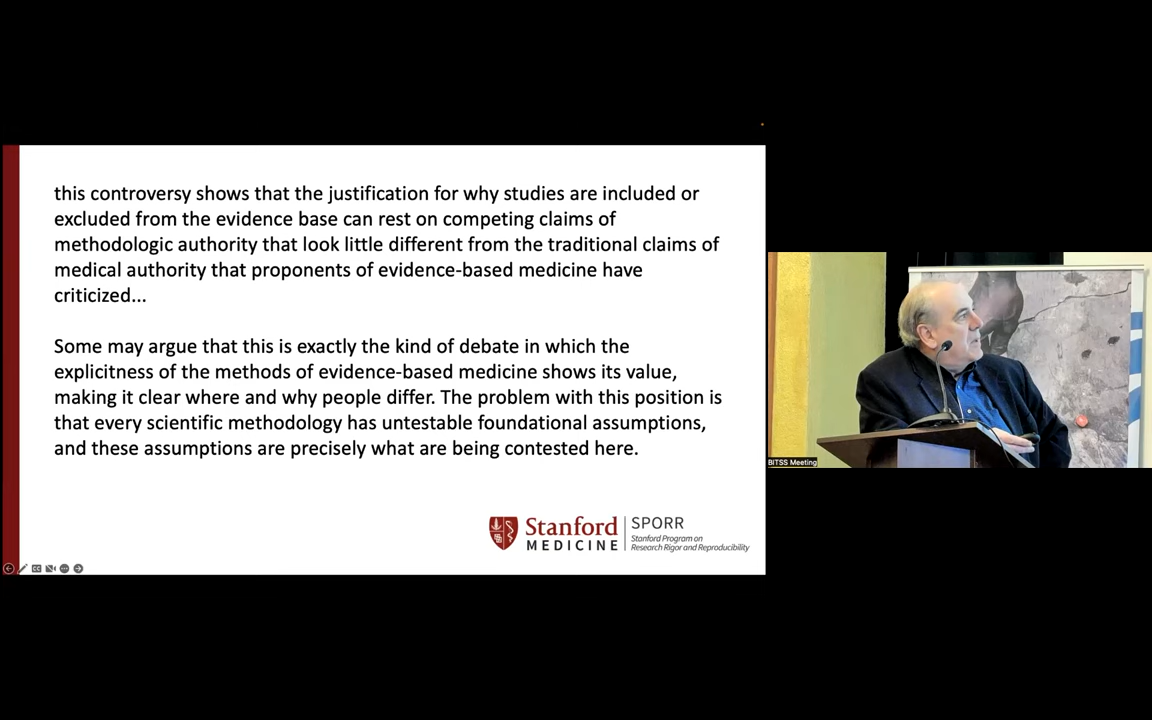 this controversy shows that the justification for why studies are included or
excluded from the evidence base can rest on competing claims of
methodologic authority that look little different from the traditional claims of
medical authority that proponents of evidence-based medicine have
criticized...
Some may argue that this is exactly the kind of debate in which the
explicitness of the methods of evidence-based medicine shows its value,
making it clear where and why people differ. The problem with this position is
that every scientific methodology has untestable foundational assumptions,
and these assumptions are precisely what are being contested here.
Stanford
MEDICINE
SPORR
Stanford Program on
Research Rigor and Reproducibility
BITSS Meeting